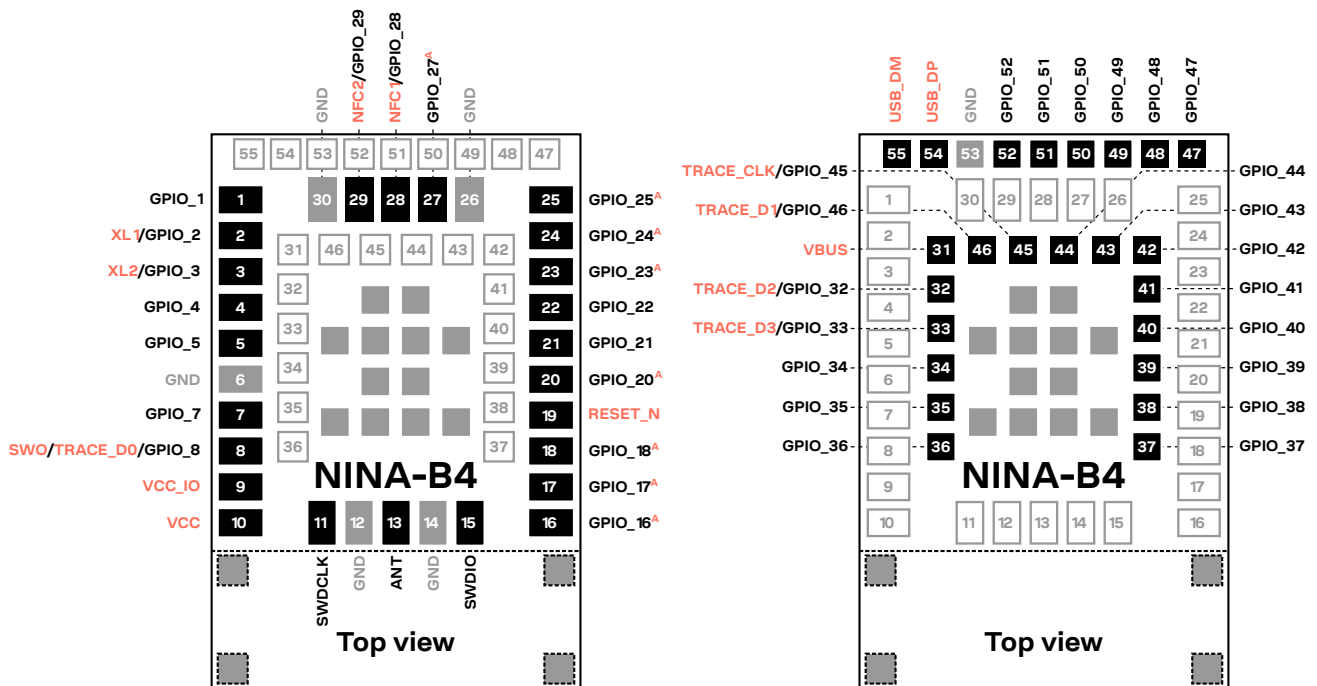 GND
NFC2/GPIO_29
NFC1/GPIO_28
GPIO_27A
GND
55 54 53 52 51 50 49 48 47
GPIO_1 1 30 29 28 27 26 25 GPIO_25A
XL1/GPIO_2 2 24 GPIO_24A
31 46 45 44 43 42
XL2/GPIO_3 3 23 GPIO_23A
32 41
GPIO_4 4 22 GPIO_22
33 40
GPIO_5 5 21 GPIO_21
34 39
GND 6 20 GPIO_20A
35 38
GPIO_7 7 19 RESET_N
36 37
SWO/TRACE_D0/GPIO_8 8 18 GPIO_18A
NINA-B4
VCC_IO 9 17 GPIO_17A
VCC 10 11 12 13 14 15 16 GPIO_16A
SWDCLK
GND
ANT
GND
SWDIO
Top view
USB_DM
USB_DP
GND
GPIO_52
GPIO_51
GPIO_50
GPIO_49
GPIO_48
GPIO_47
55 54 53 52 51 50 49 48 47
TRACE_CLK/GPIO_45 GPIO_44
1 30 29 28 27 26 25
TRACE_D1/GPIO_46 GPIO_43
2 24
VBUS 31 46 45 44 43 42 GPIO_42
3 23
TRACE_D2/GPIO_32 32 41 GPIO_41
4 22
TRACE_D3/GPIO_33 33 40 GPIO_40
5 21
GPIO_34 34 39 GPIO_39
6 20
GPIO_35 35 38 GPIO_38
7 19
GPIO_36 36 37 GPIO_37
8 18
NINA-B4
9 17
10 11 12 13 14 15 16
Top view